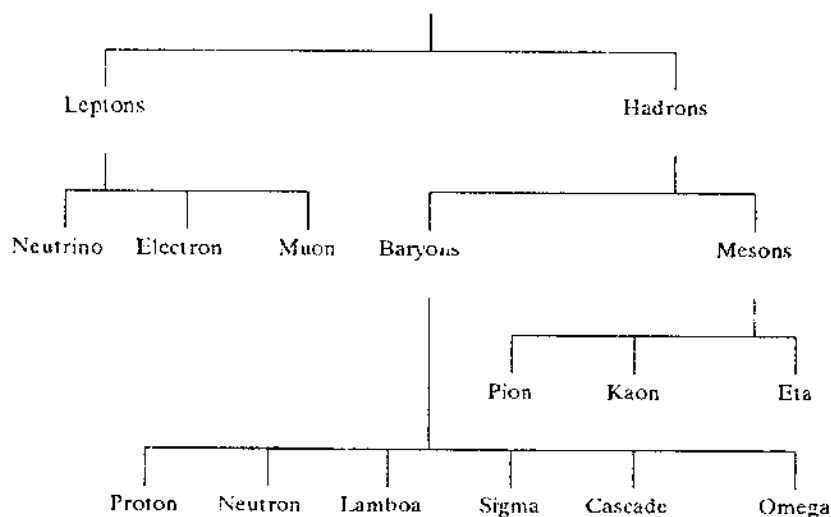 Leptons Hadrons
Neutrino Electron Muon Baryons Mesons
Pion Kaon Eta
Proton Neutron Lamboa Sigma Cascade Omega